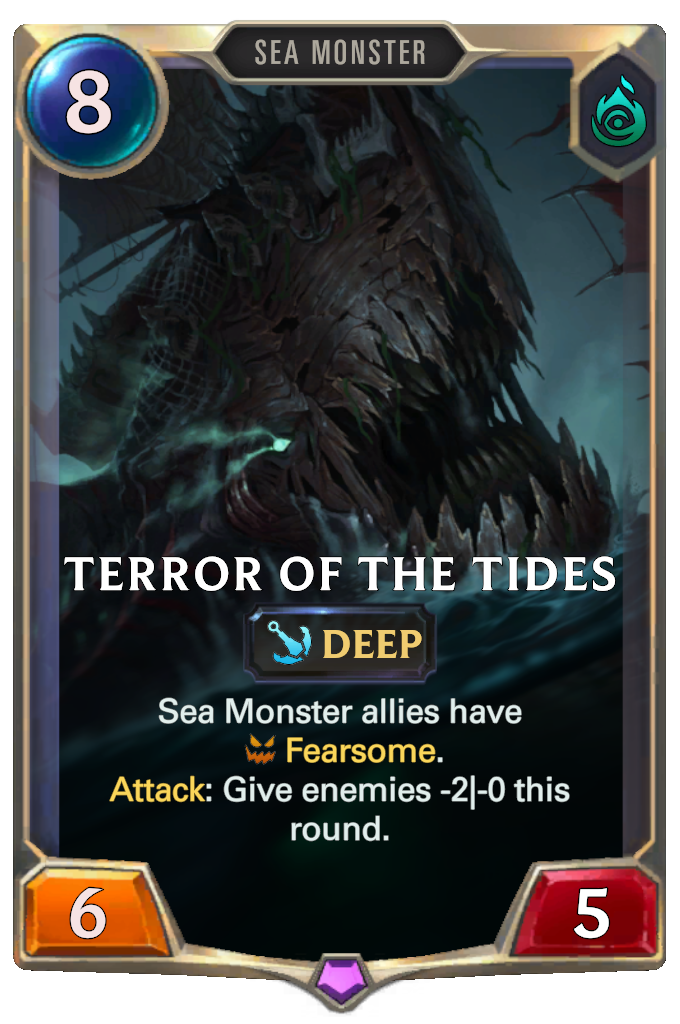 SEA MONSTER
8
TERROR OF THE TIDES
DEEP
Sea Monster allies have
Fearsome.
Attack: Give enemies -2|-0 this
round.
6
5